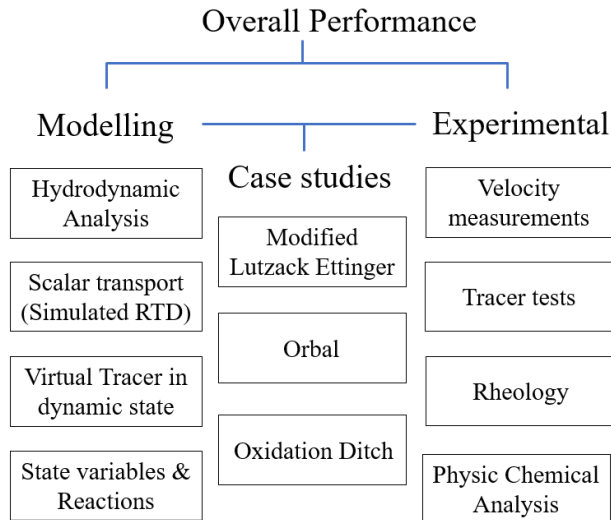 Overall Performance
Modelling
Experimental
Case studies
Hydrodynamic
Analysis
Scalar transport
(Simulated RTD)
Virtual Tracer in
dynamic state
State variables &
Reactions
Modified
Lutzack Ettinger
Orbal
Oxidation Ditch
Velocity
measurements
Tracer tests
Rheology
Physic Chemical
Analysis